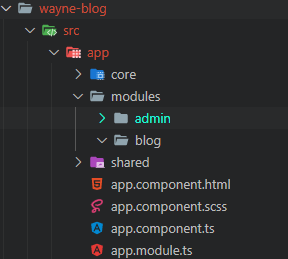 wayne-blog
src
app
core
modules
admin
blog
shared
app.component.html
app.component.scss
app.component.ts
app.module.ts